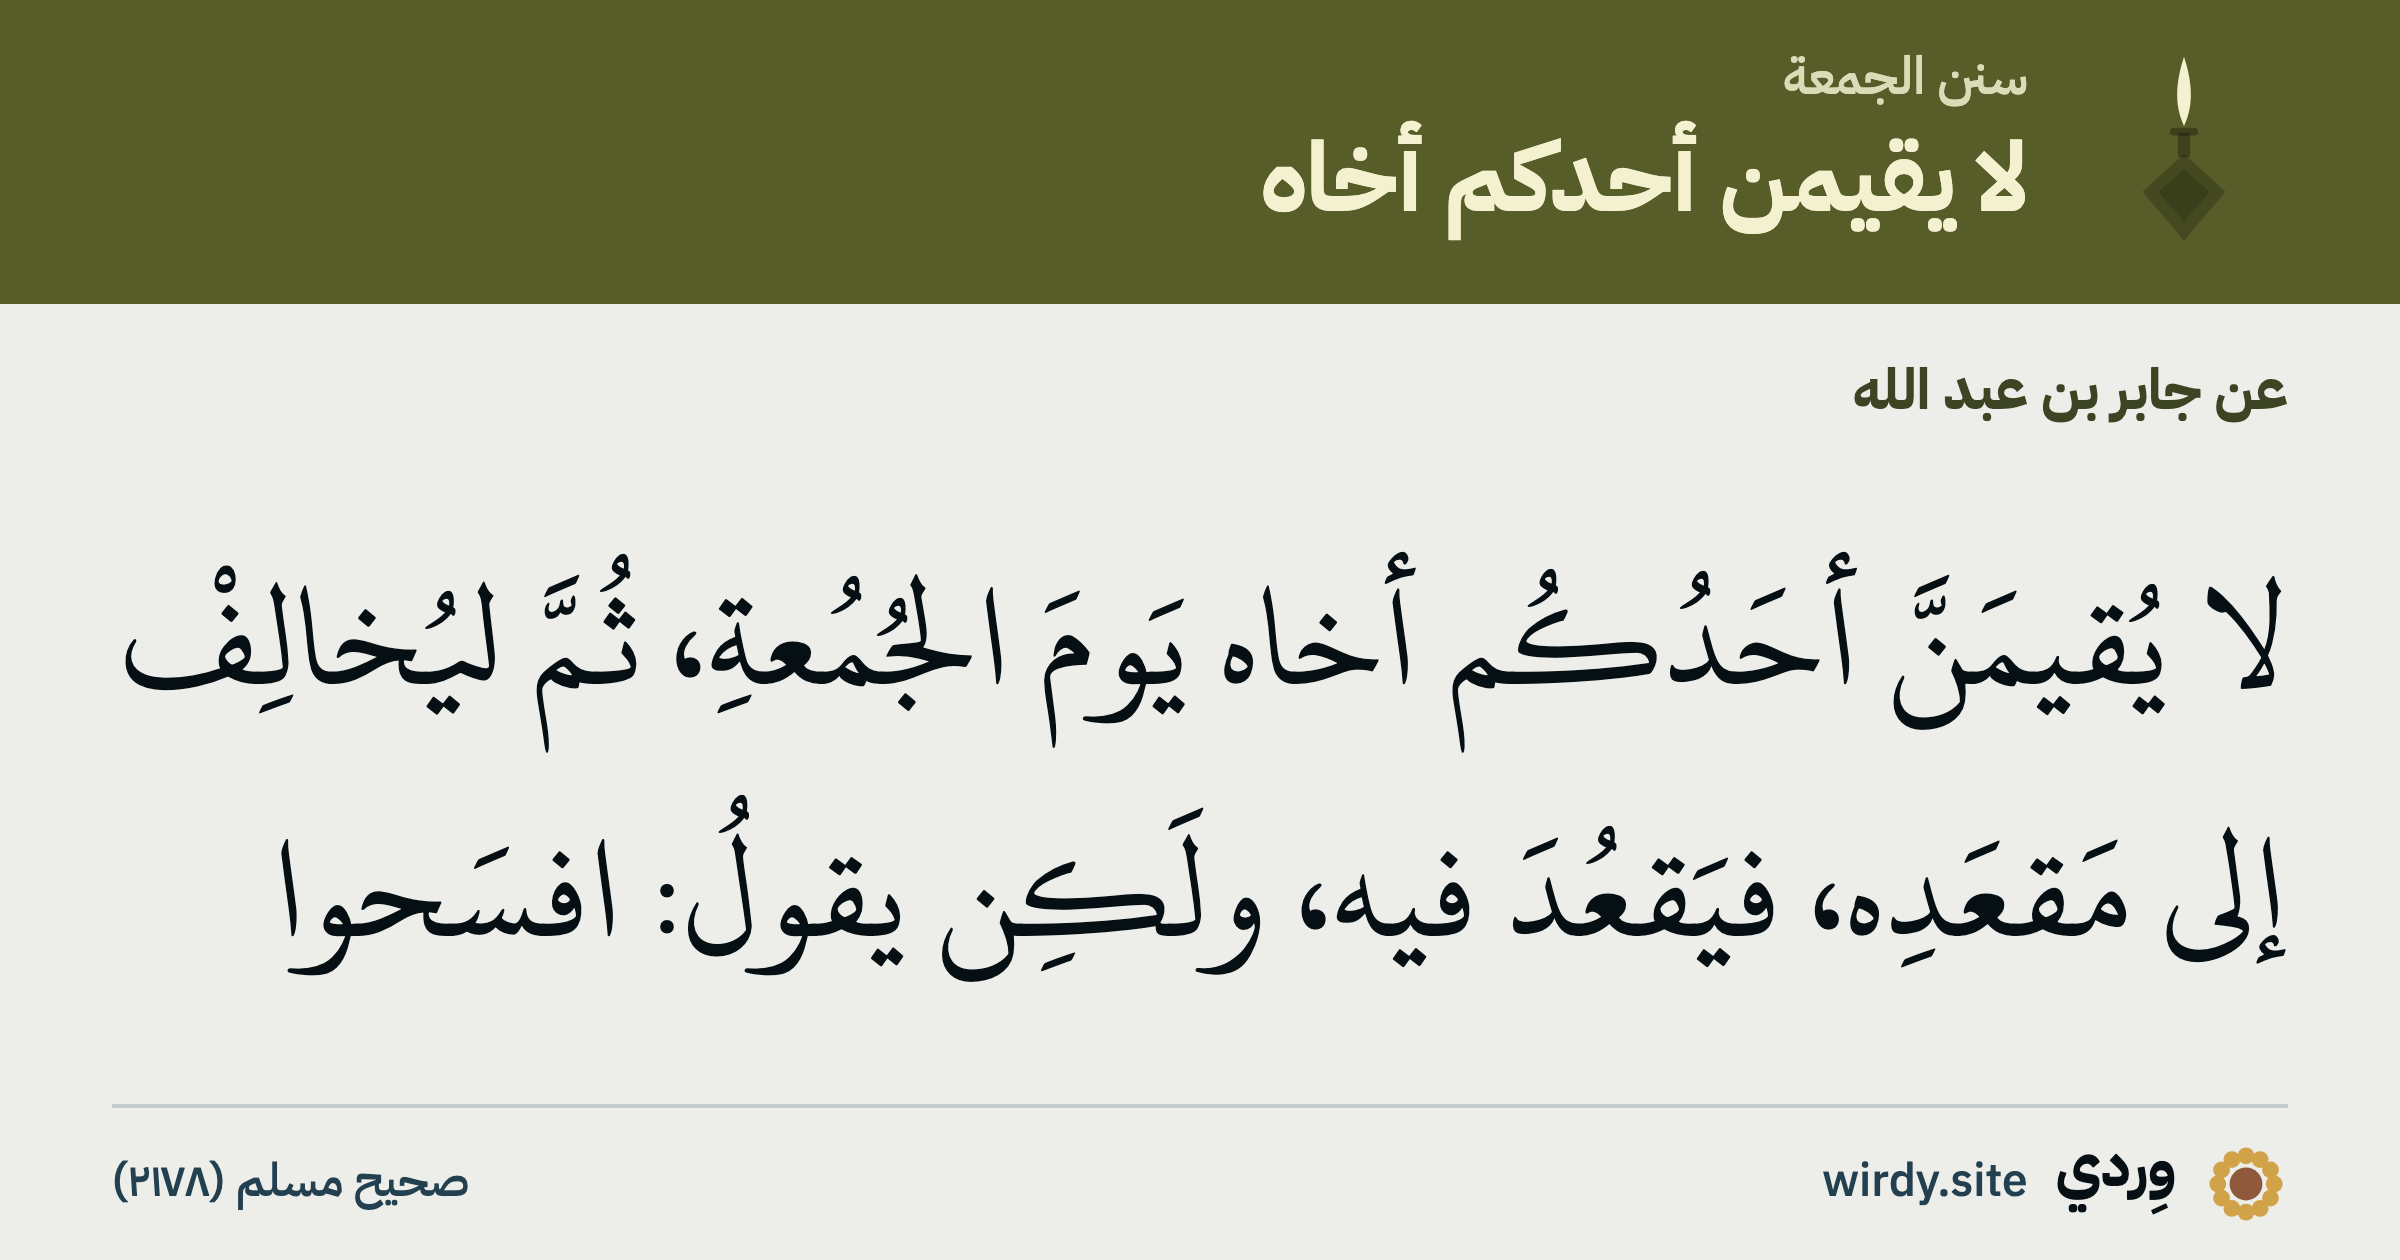 سنن الجمعة
لا يقيمن أحدكم أخاه
عن جابر بن عبد الله
لا يُقيمَنَّ أحَدُكُم أخاه يَومَ الجُمُعةِ، ثُمَّ ليُخالِفْ
إلى مَقعَدِه، فيَقعُدَ فيه، ولَكِن يقولُ: افسَحوا
وِردي wirdy.site
صحيح مسلم (٢١٧٨)